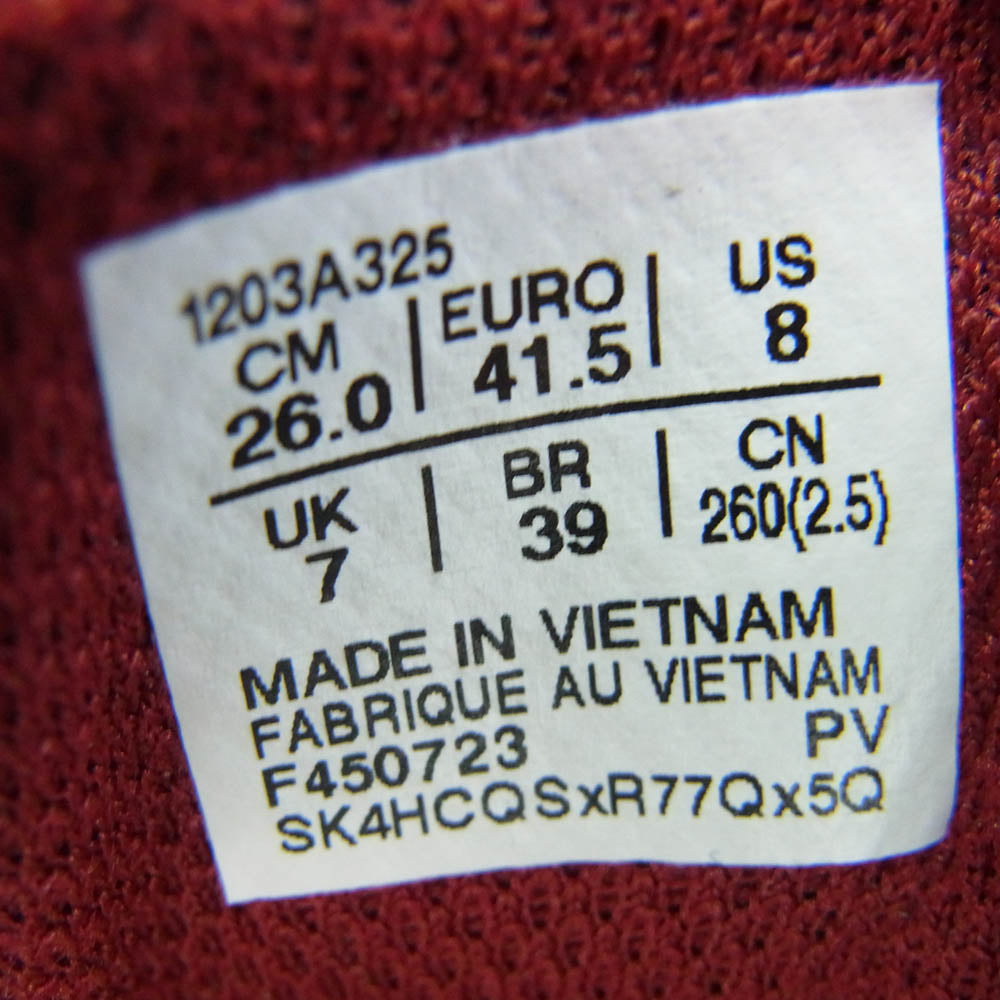 1203A325
CM | EURO | US
26.0 | 41.5 | 8
UK | BR | CN
7 | 39 | 260(2.5)
MADE IN VIETNAM
FABRIQUE AU VIETNAM
F450723 PV
SK4HCQSxR77Qx5Q